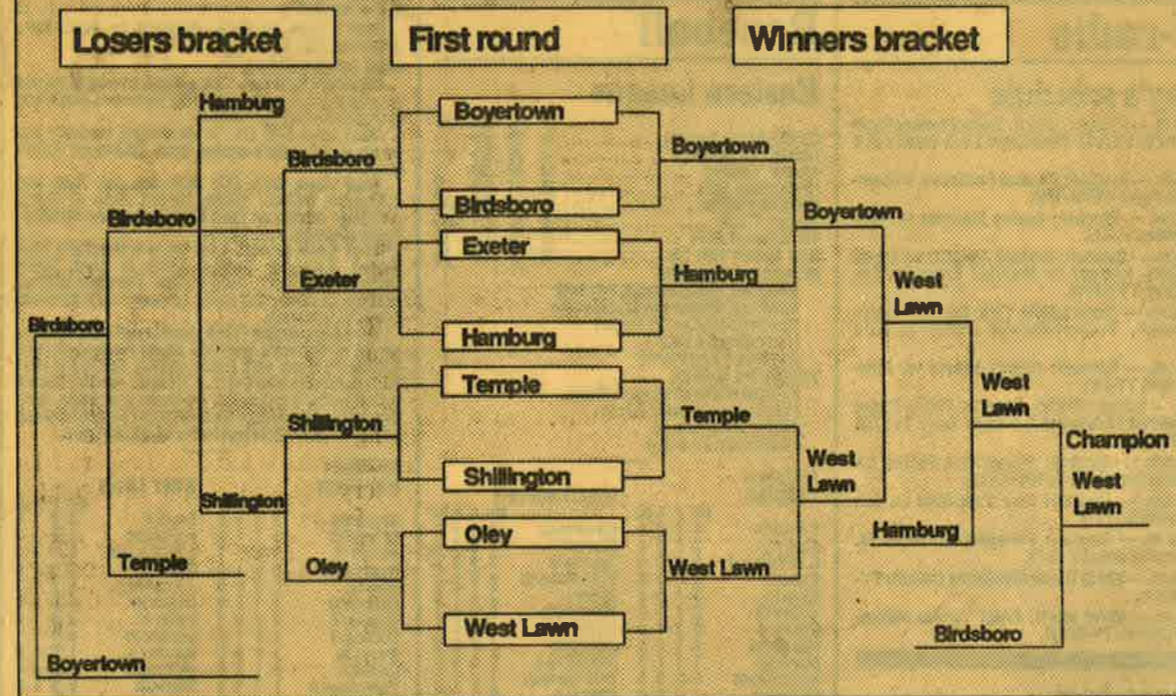 Losers bracket
First round
Winners bracket
Hamburg
Birdsboro
Birdsboro
Exeter
Birdsboro
Shillington
Shillington
Temple
Oley
Boyertown
Boyertown
Birdsboro
Exeter
Hamburg
Temple
Shillington
Oley
West Lawn
Boyertown
Hamburg
Temple
West Lawn
Boyertown
West
Lawn
West
Lawn
Hamburg
West
Lawn
Birdsboro
Champion
West
Lawn